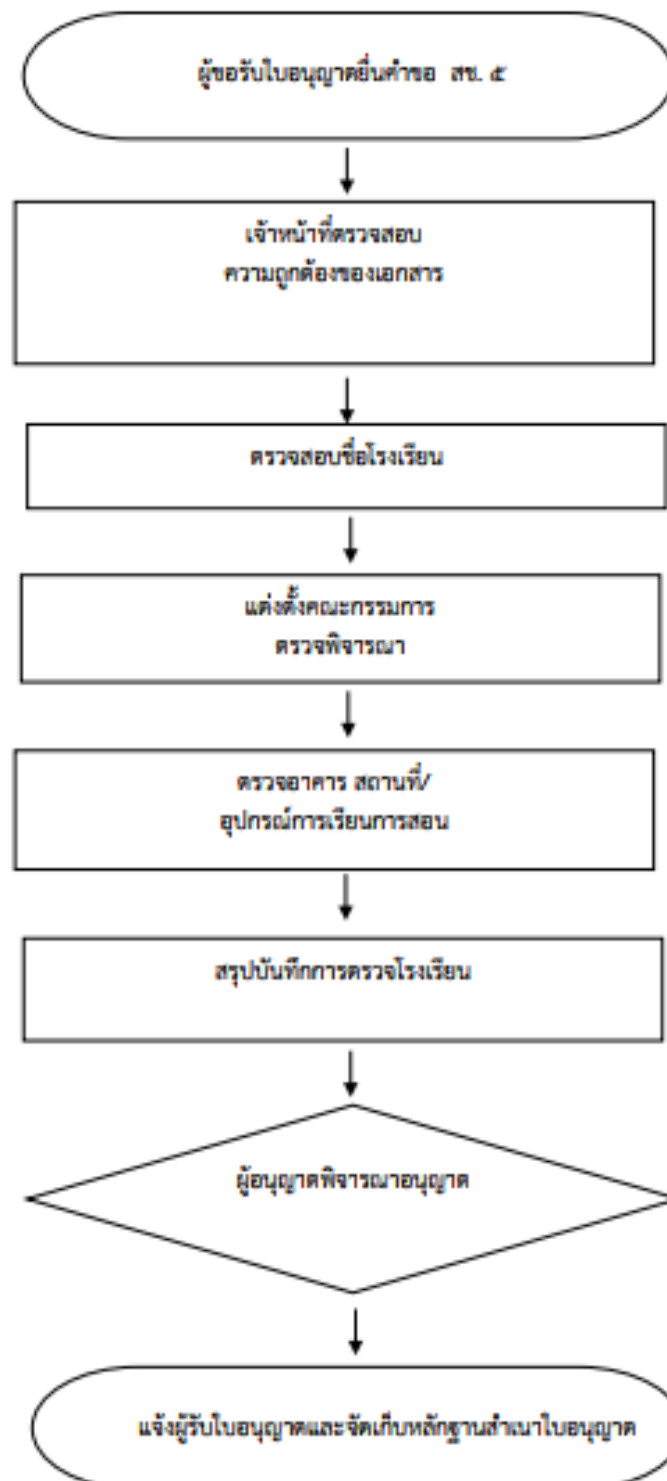 ผู้ขอรับใบอนุญาตยื่นคำขอ สช. ๕
เจ้าหน้าที่ตรวจสอบ
ความถูกต้องของเอกสาร
ตรวจสอบชื่อโรงเรียน
แต่งตั้งคณะกรรมการ
ตรวจพิจารณา
ตรวจอาคาร สถานที่/
อุปกรณ์การเรียนการสอน
สรุปบันทึกการตรวจโรงเรียน
ผู้อนุญาตพิจารณาอนุญาต
แจ้งผู้รับใบอนุญาตและจัดเก็บหลักฐานสำเนาใบอนุญาต